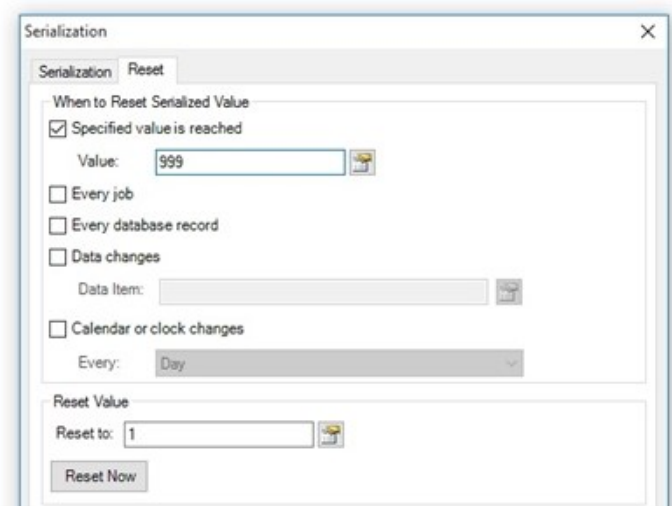 Serialization
Serialization Reset
When to Reset Serialized Value
Specified value is reached
Value: 999
Every job
Every database record
Data changes
Data Item:
Calendar or clock changes
Every: Day
Reset Value
Reset to: 1
Reset Now